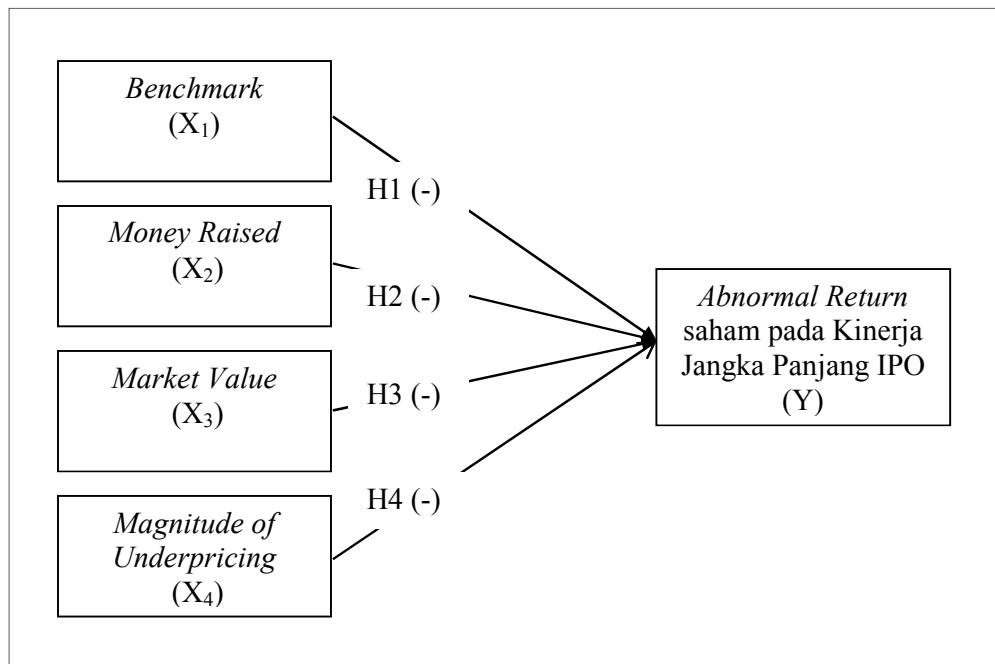 Benchmark
(X₁)
H1 (-)
Money Raised
(X₂)
H2 (-)
Market Value
(X₃)
H3 (-)
Magnitude of
Underpricing
(X₄)
H4 (-)
Abnormal Return
saham pada Kinerja
Jangka Panjang IPO
(Y)